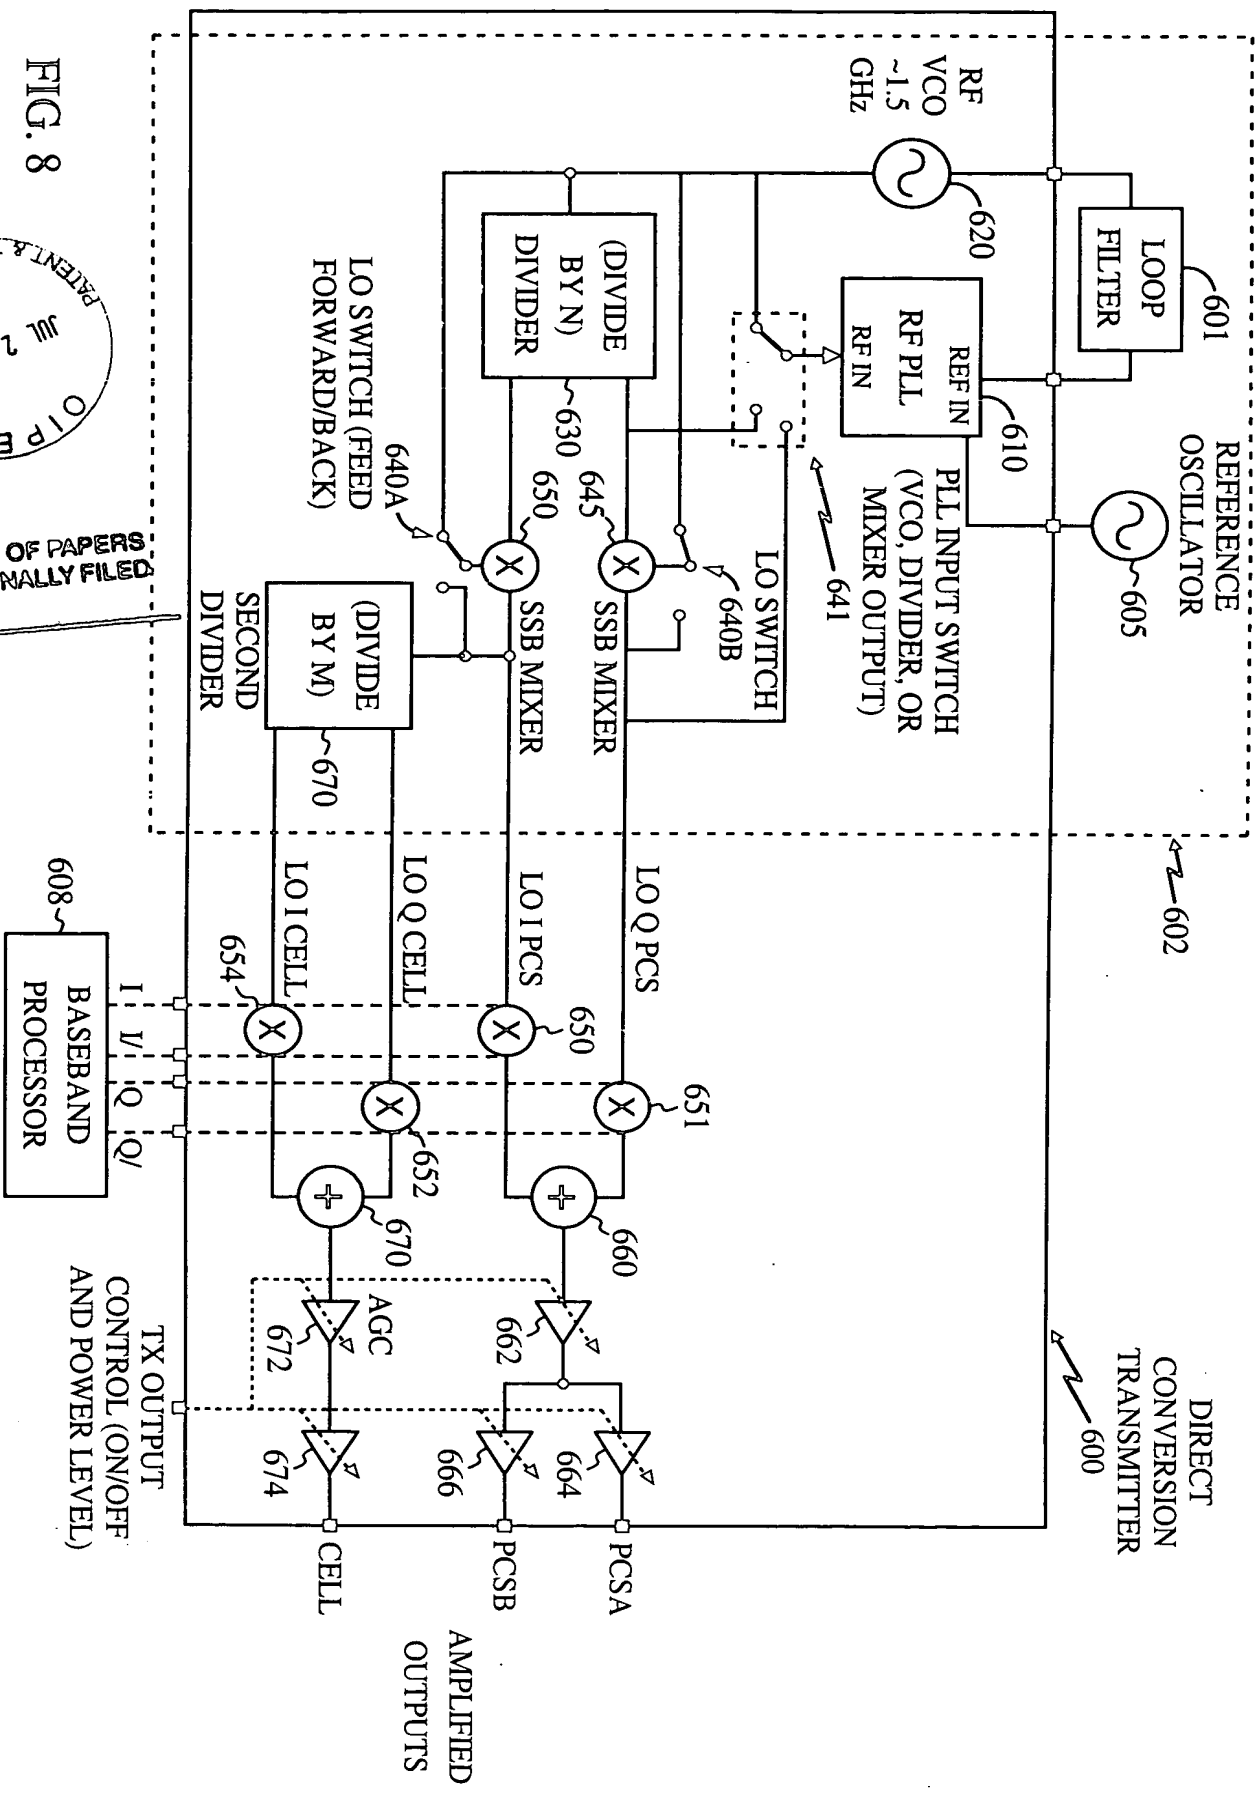 DIRECT
CONVERSION
TRANSMITTER
600
REFERENCE
OSCILLATOR
605
602
LOOP
FILTER
601
RF
VCO
~1.5
GHz
620
REF IN
RF PLL
RF IN
610
PLL INPUT SWITCH
(VCO, DIVIDER, OR
MIXER OUTPUT)
641
LO SWITCH
640B
(DIVIDE
BY N)
DIVIDER
630
645
SSB MIXER
650
SSB MIXER
LO SWITCH (FEED
FORWARD/BACK)
640A
(DIVIDE
BY M)
SECOND
DIVIDER
670
LO Q PCS
LO I PCS
LO Q CELL
LO I CELL
651
650
652
654
660
670
662
AGC
672
664
666
674
PCSA
PCSB
CELL
AMPLIFIED
OUTPUTS
I
I/
Q
Q/
608
BASEBAND
PROCESSOR
TX OUTPUT
CONTROL (ON/OFF
AND POWER LEVEL)
FIG. 8
OIPE
JUL 2
PATENT &
OF PAPERS
NALLY FILED